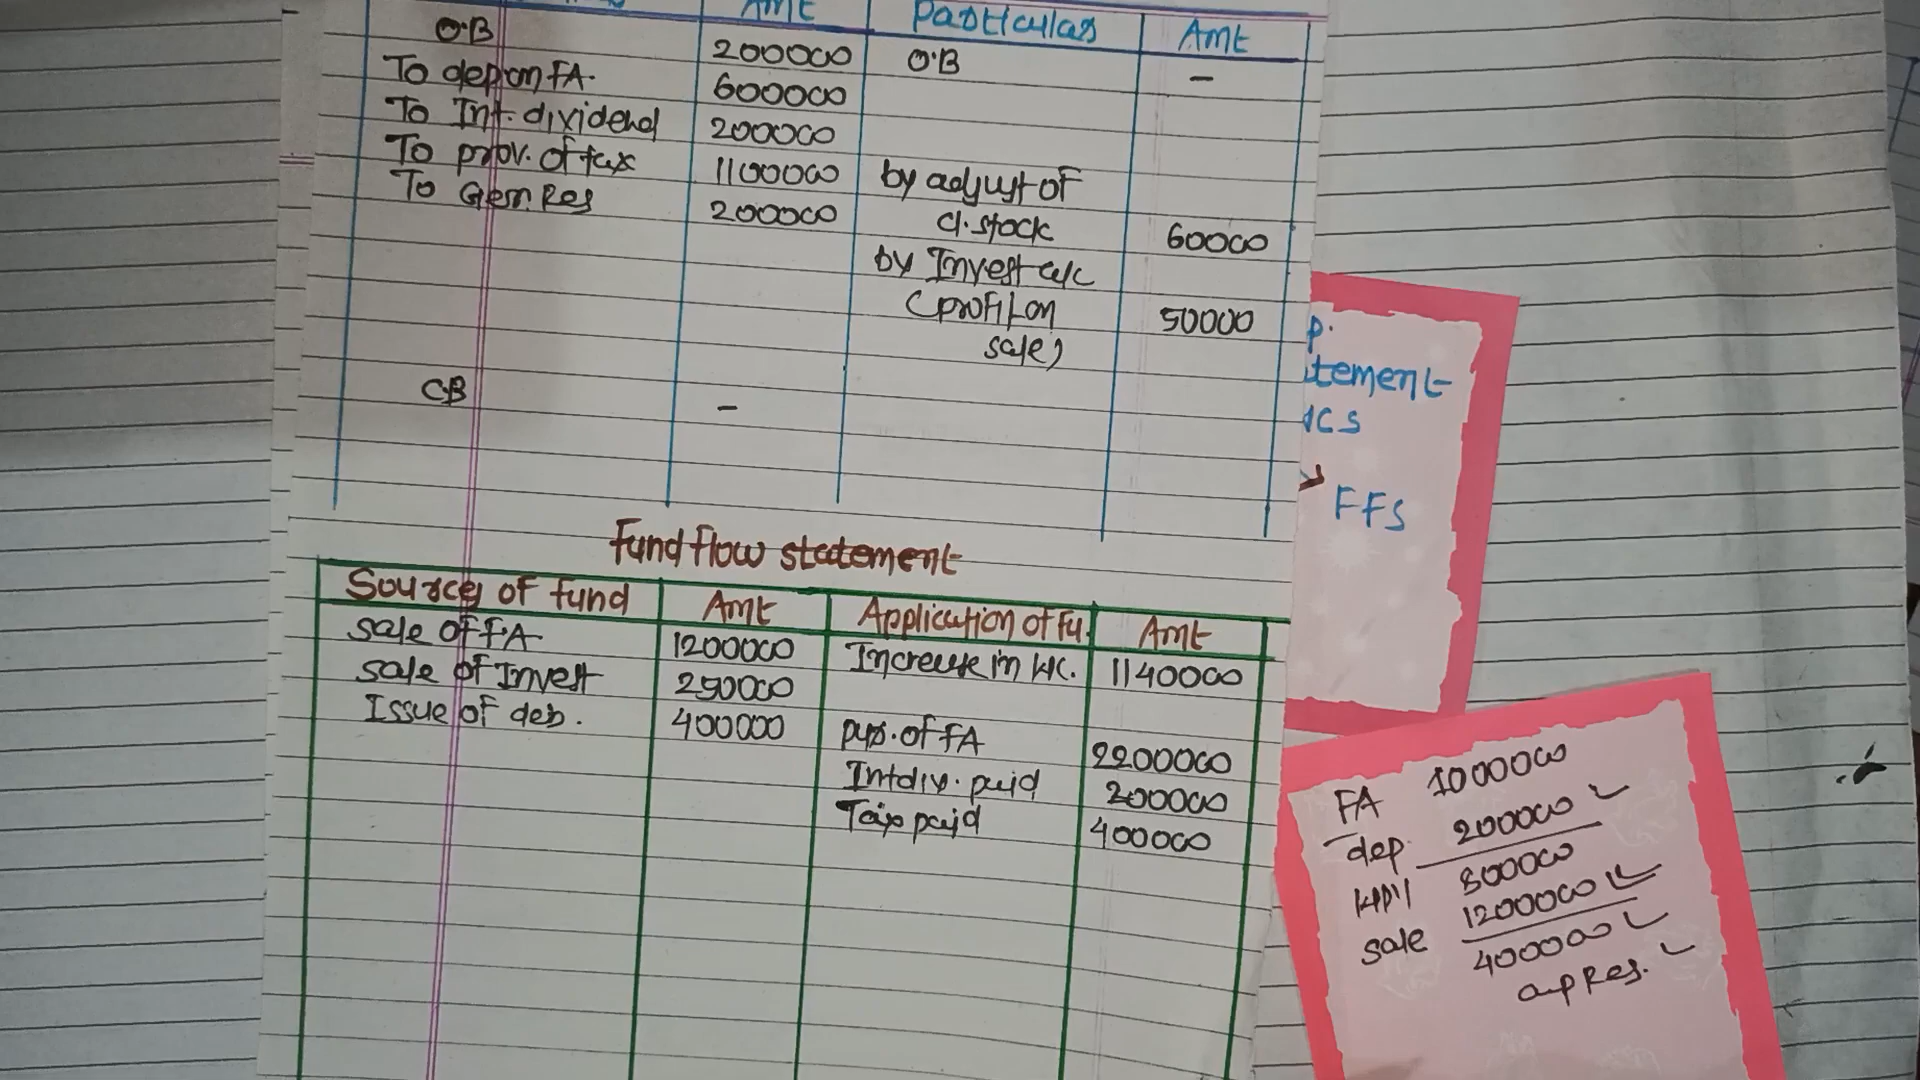 Amt Particulars Amt
O.B 200000 O.B -
To dep on FA. 600000
To Int. dividend 200000
To prov. of tax 1100000 by adjust of
To Gen. Res 200000 cl. stock 60000
by Invest a/c
(profit on 50000
sale)
CB -
Fund flow statement
Sources of fund Amt Application of Fu. Amt
Sale of F.A 1200000 Increase in WC. 1140000
Sale of Invest 250000
Issue of deb. 400000 pur. of FA 2200000
Int div. paid 200000
Tax paid 400000
p.
tement
FFS
FA 1000000
dep. 200000
800000
sale 1200000
400000
cap Res.